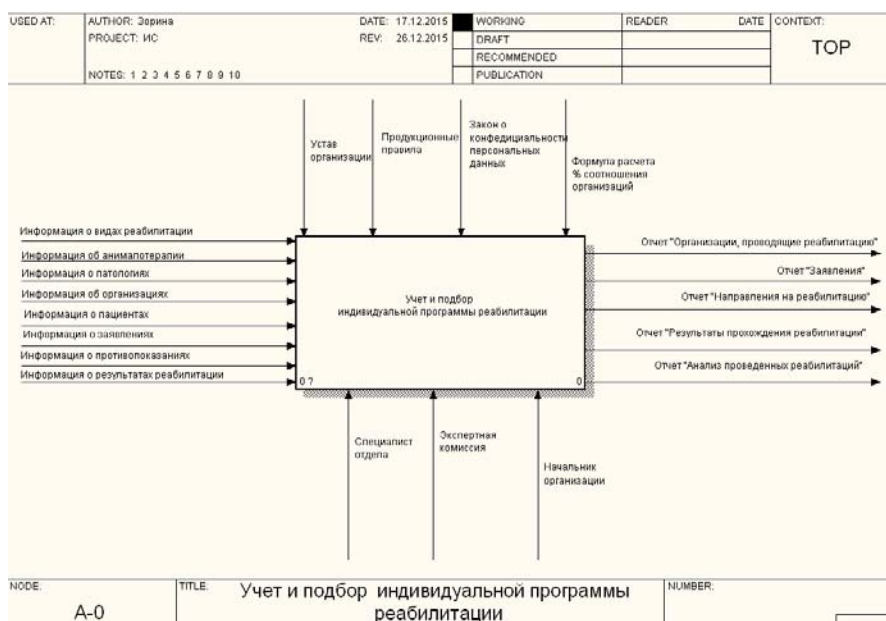 USED AT:
AUTHOR: Зорина
DATE: 17.12.2015
WORKING
READER
DATE
CONTEXT:
PROJECT: ИС
REV: 26.12.2015
DRAFT
TOP
RECOMMENDED
NOTES: 1 2 3 4 5 6 7 8 9 10
PUBLICATION
Устав
организации
Продукционные
правила
Закон о
конфедициальности
персональных
данных
Формула расчета
% соотношения
организаций
Информация о видах реабилитации
Информация об анималотерапии
Информация о патологиях
Информация об организациях
Информация о пациентах
Информация о заявлениях
Информация о противопоказаниях
Информация о результатах реабилитации
Учет и подбор
индивидуальной программы реабилитации
0 ?
0
Отчет "Организации, проводящие реабилитацию"
Отчет "Заявления"
Отчет "Направления на реабилитацию"
Отчет "Результаты прохождения реабилитации"
Отчет "Анализ проведенных реабилитаций"
Специалист
отдела
Экспертная
комиссия
Начальник
организации
NODE:
TITLE:
NUMBER:
A-0
Учет и подбор индивидуальной программы
реабилитации